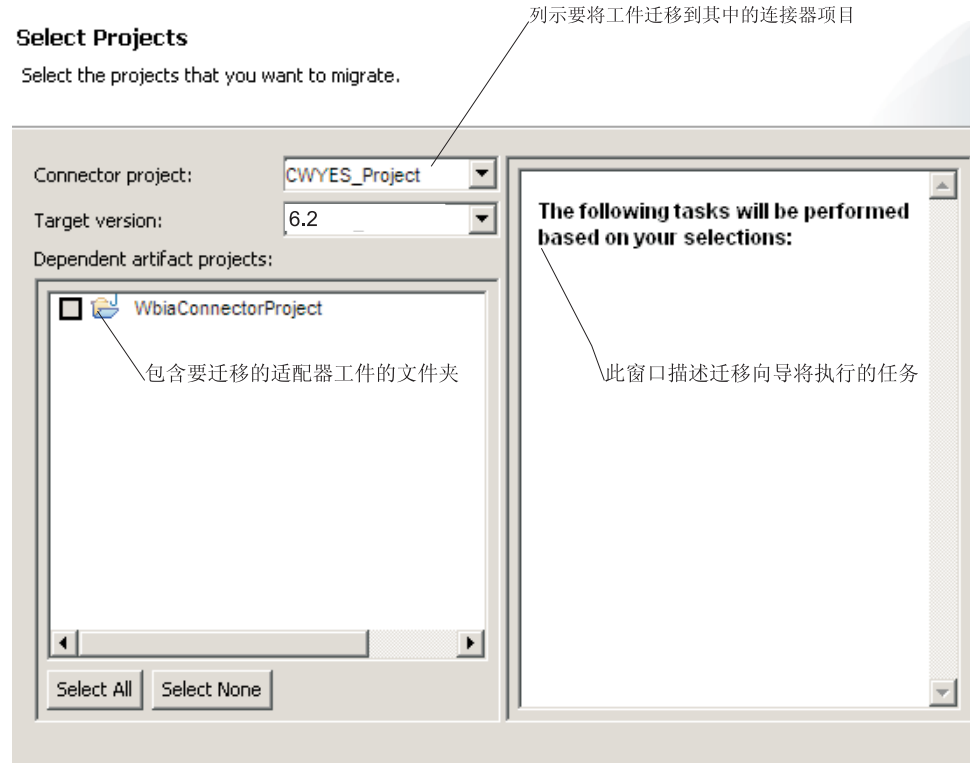 列示要将工件迁移到其中的连接器项目
Select Projects
Select the projects that you want to migrate.
Connector project:
CWYES_Project
Target version:
6.2
Dependent artifact projects:
WbiaConnectorProject
包含要迁移的适配器工件的文件夹
Select All
Select None
The following tasks will be performed
based on your selections:
此窗口描述迁移向导将执行的任务